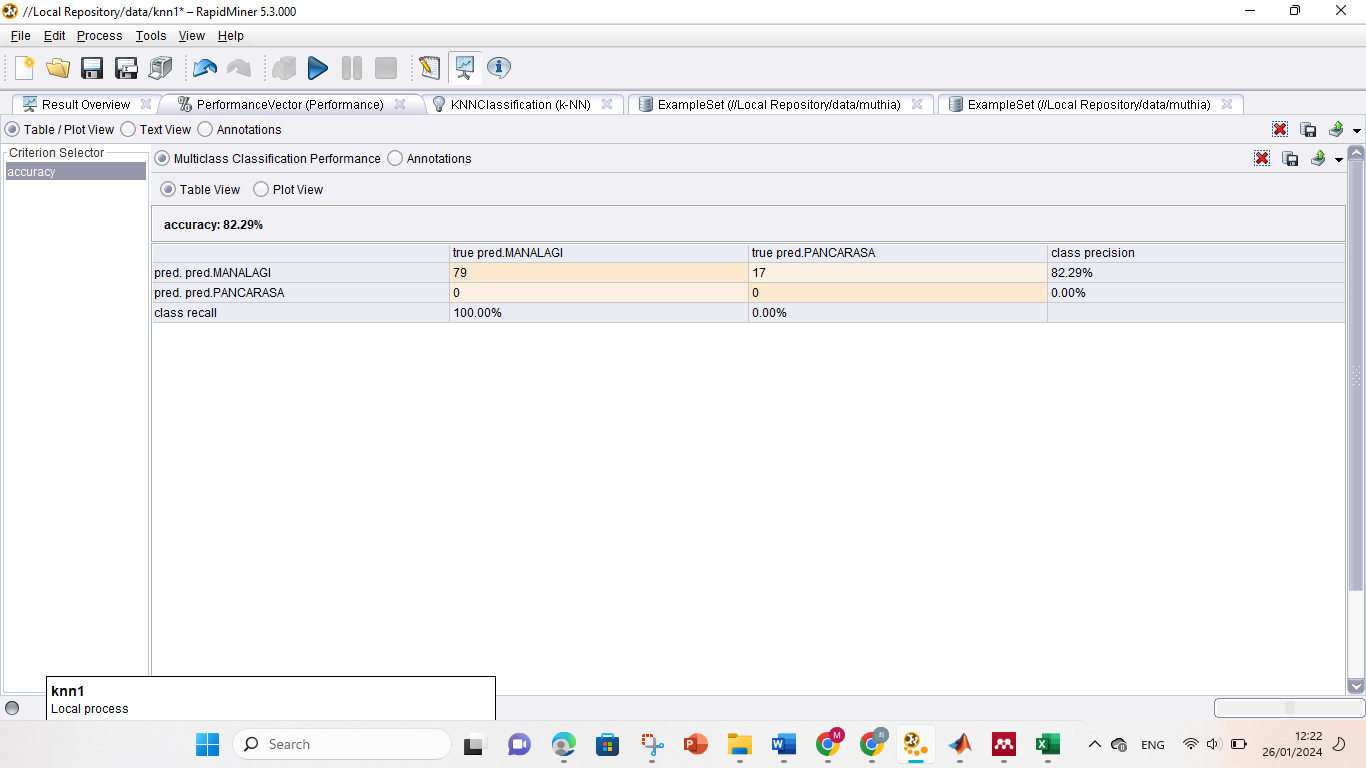 //Local Repository/data/knn1* – RapidMiner 5.3.000
File Edit Process Tools View Help
Result Overview PerformanceVector (Performance) KNNClassification (k-NN) ExampleSet (//Local Repository/data/muthia) ExampleSet (//Local Repository/data/muthia)
Table / Plot View Text View Annotations
Criterion Selector
accuracy
Multiclass Classification Performance Annotations
Table View Plot View
accuracy: 82.29%
true pred.MANALAGI true pred.PANCARASA class precision
pred. pred.MANALAGI 79 17 82.29%
pred. pred.PANCARASA 0 0 0.00%
class recall 100.00% 0.00%
knn1
Local process
Search
ENG
12:22
26/01/2024